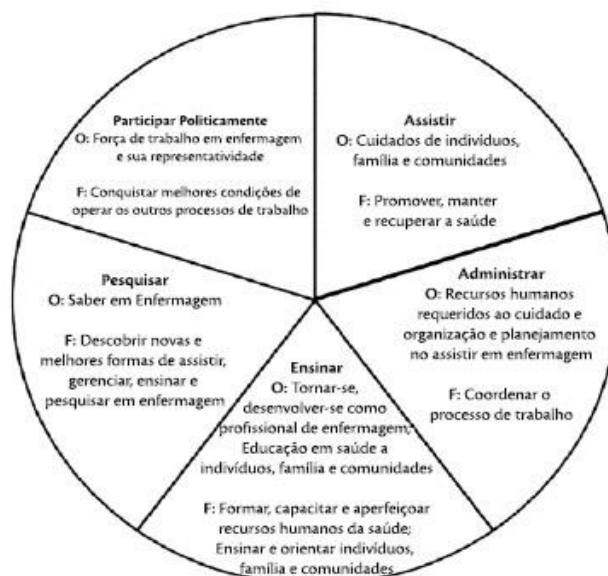 Participar Politicamente
O: Força de trabalho em enfermagem
e sua representatividade
F: Conquistar melhores condições de
operar os outros processos de trabalho
Assistir
O: Cuidados de indivíduos,
família e comunidades
F: Promover, manter
e recuperar a saúde
Administrar
O: Recursos humanos
requeridos ao cuidado e
organização e planejamento
no assistir em enfermagem
F: Coordenar o
processo de trabalho
Ensinar
O: Tornar-se,
desenvolver-se como
profissional de enfermagem;
Educação em saúde a
indivíduos, família e comunidades
F: Formar, capacitar e aperfeiçoar
recursos humanos da saúde;
Ensinar e orientar indivíduos,
família e comunidades
Pesquisar
O: Saber em Enfermagem
F: Descobrir novas e
melhores formas de assistir,
gerenciar, ensinar e
pesquisar em enfermagem